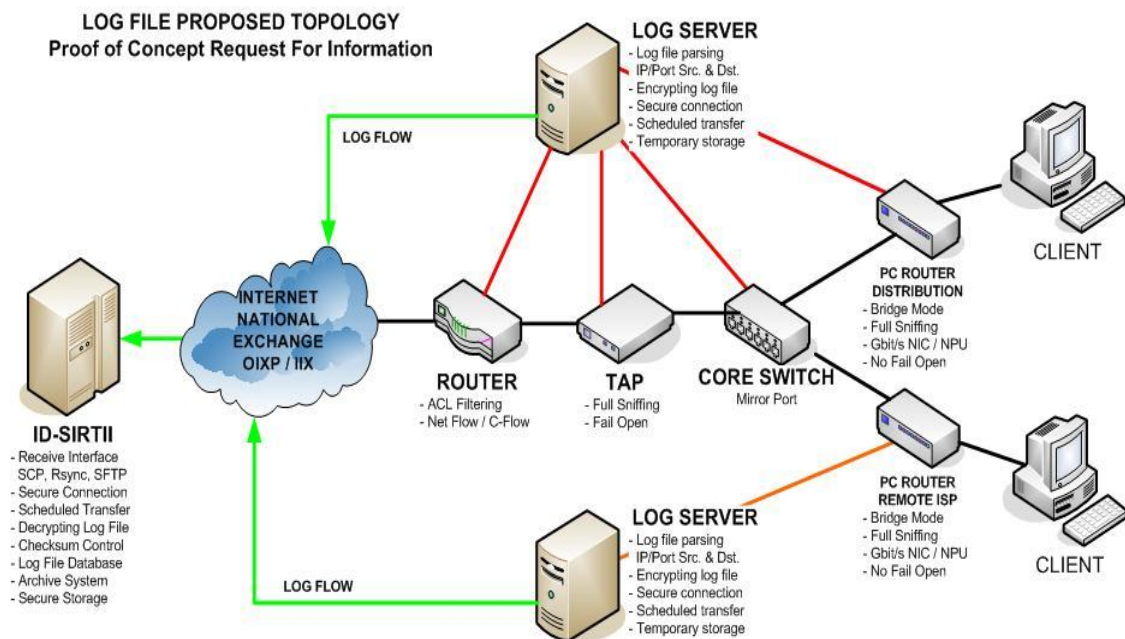 LOG FILE PROPOSED TOPOLOGY
Proof of Concept Request For Information
LOG SERVER
- Log file parsing
IP/Port Src. & Dst.
- Encrypting log file
- Secure connection
- Scheduled transfer
- Temporary storage
LOG FLOW
CLIENT
PC ROUTER
DISTRIBUTION
- Bridge Mode
- Full Sniffing
- Gbit/s NIC / NPU
- No Fail Open
INTERNET
NATIONAL
EXCHANGE
OIXP / IIX
ROUTER
- ACL Filtering
- Net Flow / C-Flow
TAP
- Full Sniffing
- Fail Open
CORE SWITCH
Mirror Port
ID-SIRTII
- Receive Interface
SCP, Rsync, SFTP
- Secure Connection
- Scheduled Transfer
- Decrypting Log File
- Checksum Control
- Log File Database
- Archive System
- Secure Storage
PC ROUTER
REMOTE ISP
- Bridge Mode
- Full Sniffing
- Gbit/s NIC / NPU
- No Fail Open
CLIENT
LOG SERVER
- Log file parsing
IP/Port Src. & Dst.
- Encrypting log file
- Secure connection
- Scheduled transfer
- Temporary storage
LOG FLOW